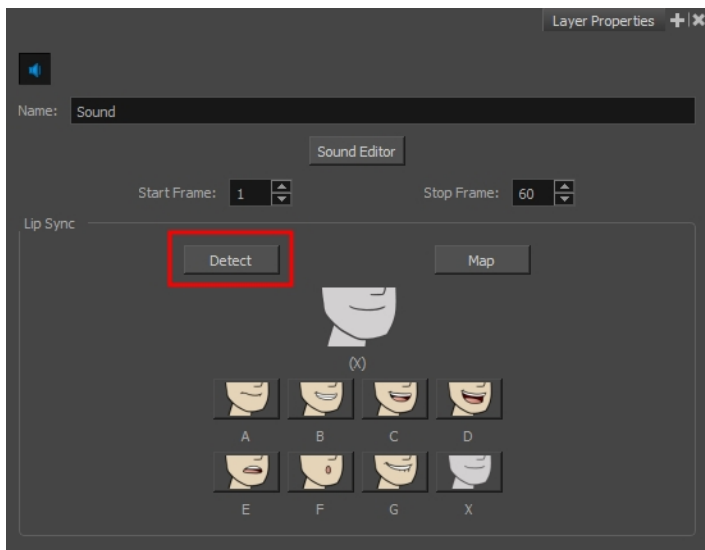 Layer Properties
Name: Sound
Sound Editor
Start Frame: 1 Stop Frame: 60
Lip Sync
Detect Map
(X)
A B C D
E F G X